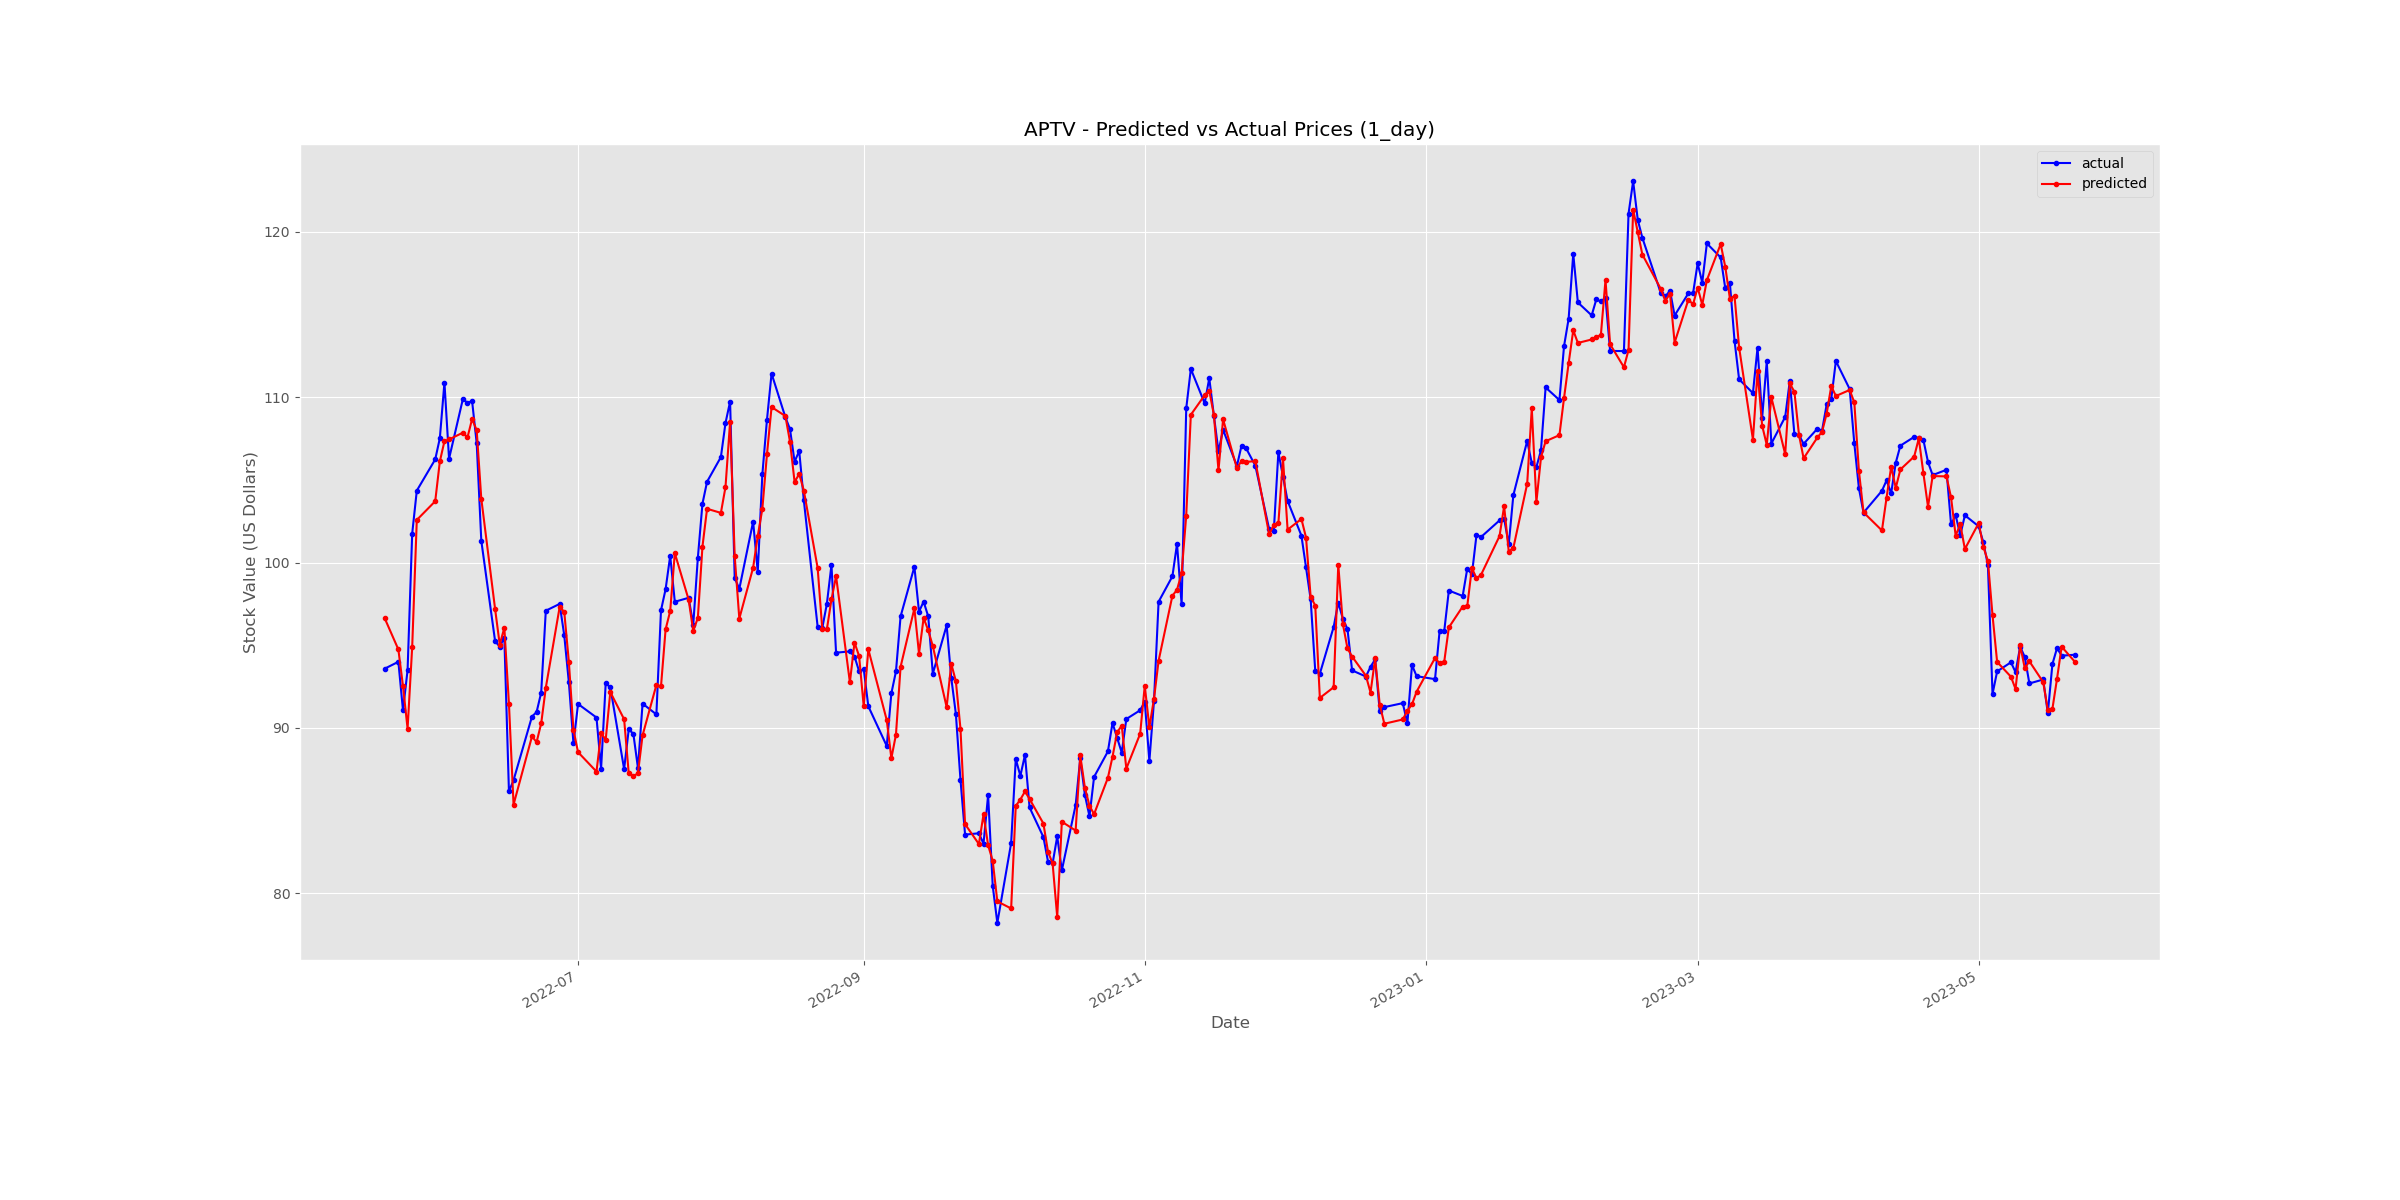 APTV - Predicted vs Actual Prices (1_day)
actual
predicted
120
110
100
90
80
Stock Value (US Dollars)
2022-07
2022-09
2022-11
2023-01
2023-03
2023-05
Date